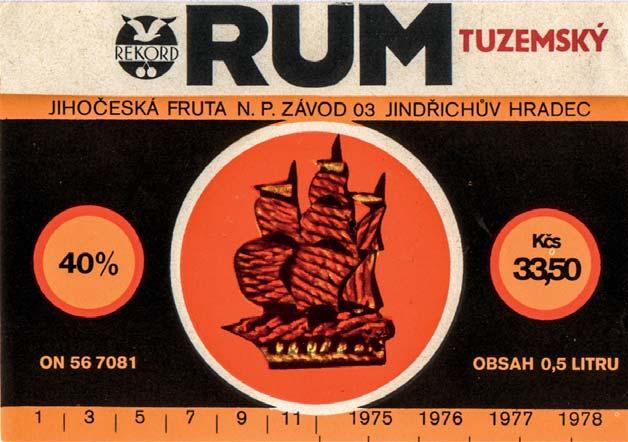 REKORD
RUM TUZEMSKÝ
JIHOČESKÁ FRUTA N. P. ZÁVOD 03 JINDŘICHŮV HRADEC
40%
Kčs
33,50
ON 56 7081
OBSAH 0,5 LITRU
1 | 3 | 5 | 7 | 9 | 11 | 1975 | 1976 | 1977 | 1978